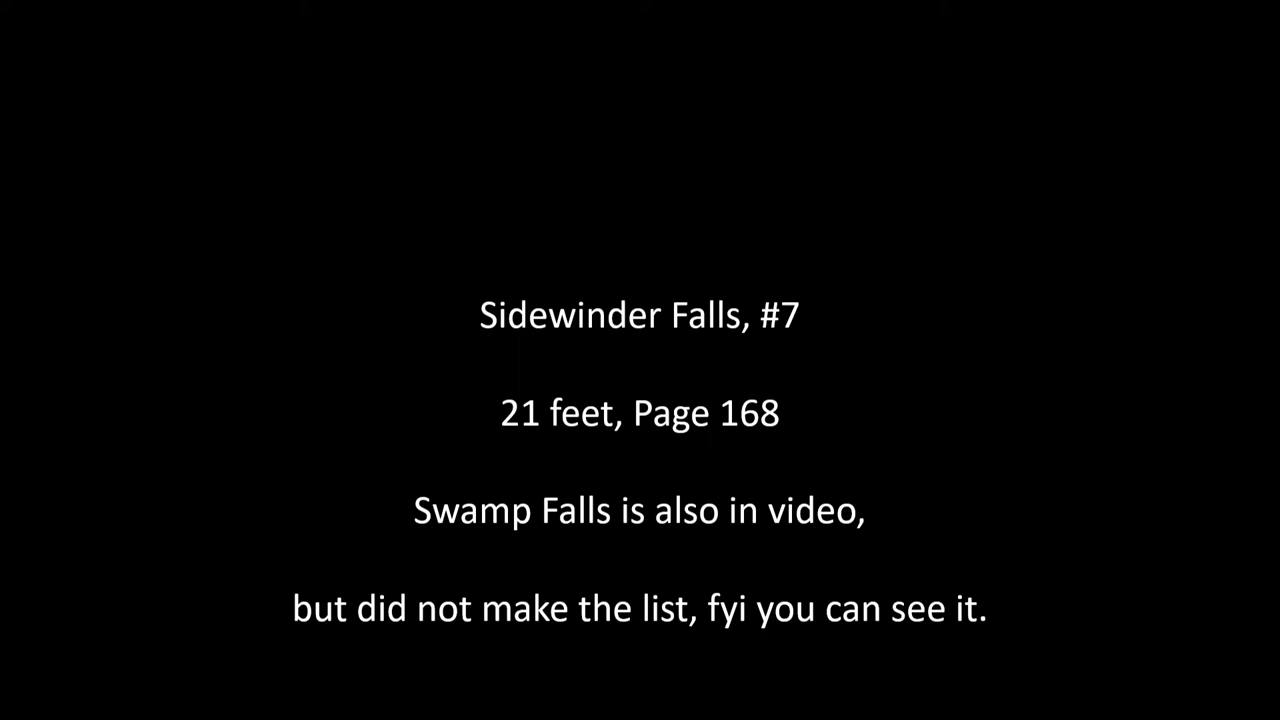 Sidewinder Falls, #7
21 feet, Page 168
Swamp Falls is also in video,
but did not make the list, fyi you can see it.